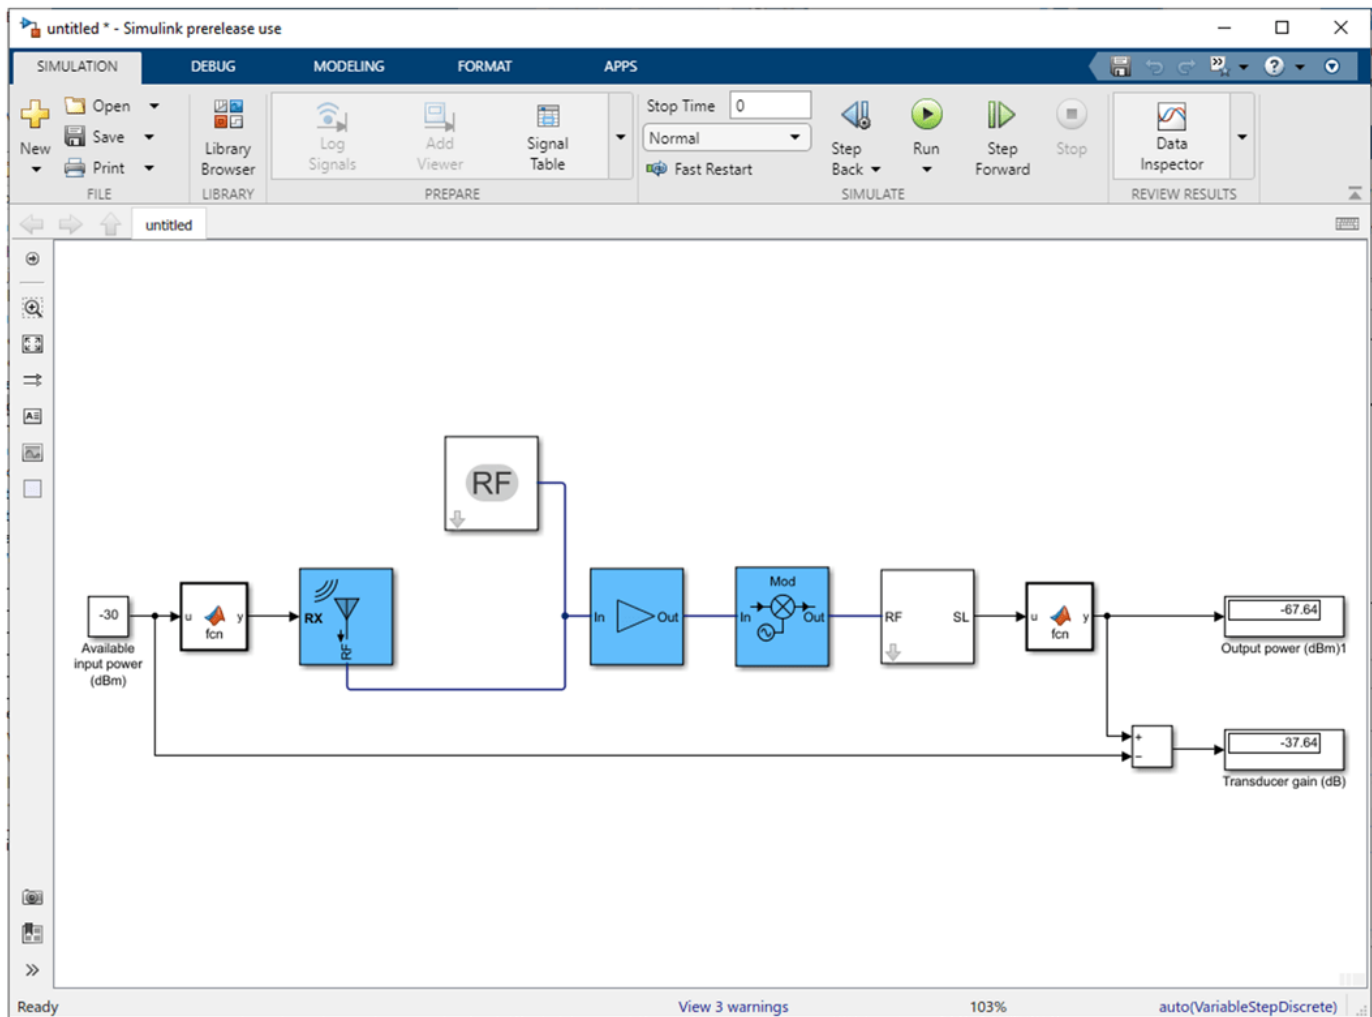 untitled * - Simulink prerelease use
SIMULATION DEBUG MODELING FORMAT APPS
New
Open
Save
Print
FILE
Library
Browser
LIBRARY
Log
Signals
Add
Viewer
Signal
Table
PREPARE
Stop Time 0
Normal
Fast Restart
Step
Back
Run
Step
Forward
Stop
SIMULATE
Data
Inspector
REVIEW RESULTS
untitled
RF
-30
Available
input power
(dBm)
u y
fcn
RX
RF
In Out
Mod
In Out
RF SL
u y
fcn
-67.64
Output power (dBm)1
+
−
-37.64
Transducer gain (dB)
Ready View 3 warnings 103% auto(VariableStepDiscrete)